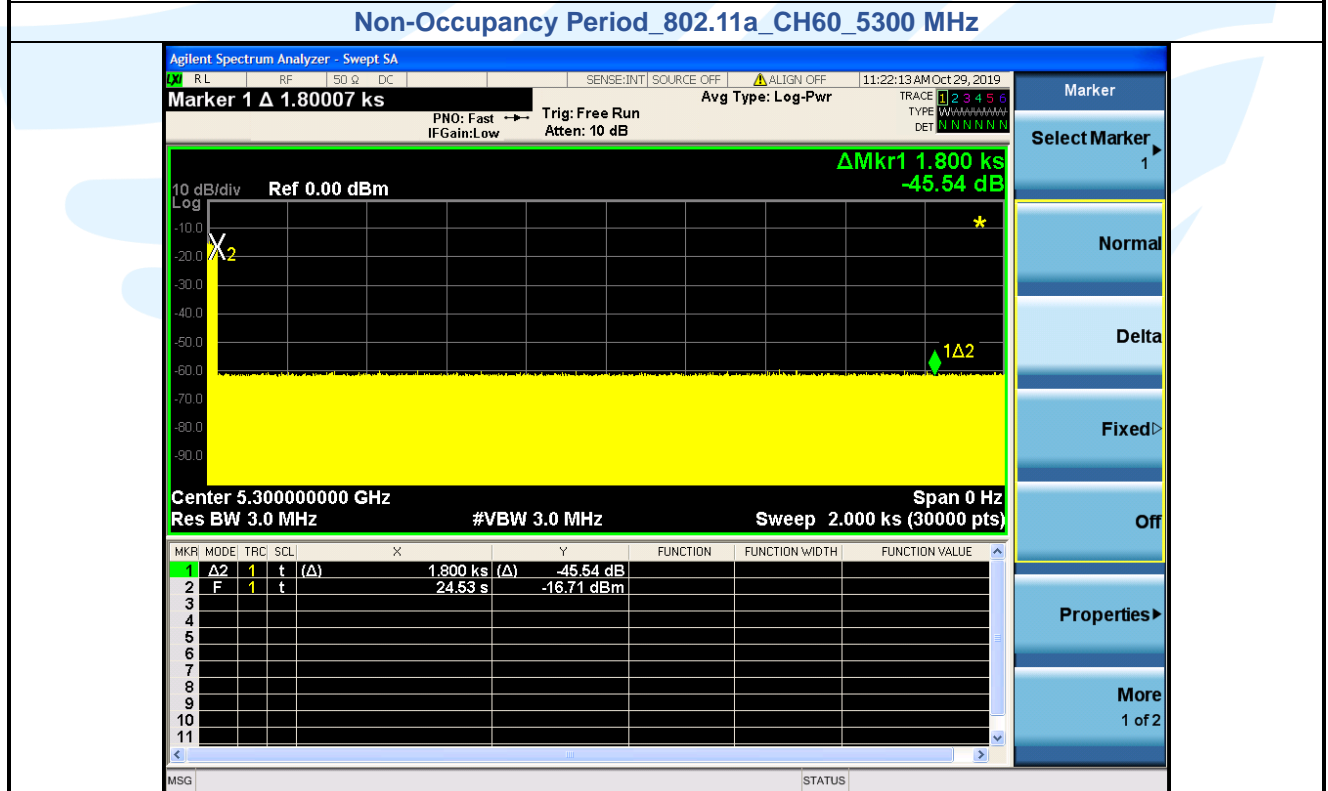 Non-Occupancy Period_802.11a_CH60_5300 MHz
Agilent Spectrum Analyzer - Swept SA
LXI RL RF 50 Ω DC SENSE:INT SOURCE OFF ALIGN OFF 11:22:13 AM Oct 29, 2019
Marker 1 Δ 1.80007 ks
PNO: Fast
IFGain:Low
Trig: Free Run
Atten: 10 dB
Avg Type: Log-Pwr
TRACE 1 2 3 4 5 6
TYPE WWWWWW
DET N N N N N N
ΔMkr1 1.800 ks
-45.54 dB
10 dB/div Ref 0.00 dBm
Log
-10.0
-20.0
-30.0
-40.0
-50.0
-60.0
-70.0
-80.0
-90.0
X2
*
1Δ2
Center 5.300000000 GHz Span 0 Hz
Res BW 3.0 MHz #VBW 3.0 MHz Sweep 2.000 ks (30000 pts)
MKR MODE TRC SCL X Y FUNCTION FUNCTION WIDTH FUNCTION VALUE
1 Δ2 1 t (Δ) 1.800 ks (Δ) -45.54 dB
2 F 1 t 24.53 s -16.71 dBm
3
4
5
6
7
8
9
10
11
MSG STATUS
Marker
Select Marker
1
Normal
Delta
Fixed
Off
Properties
More
1 of 2